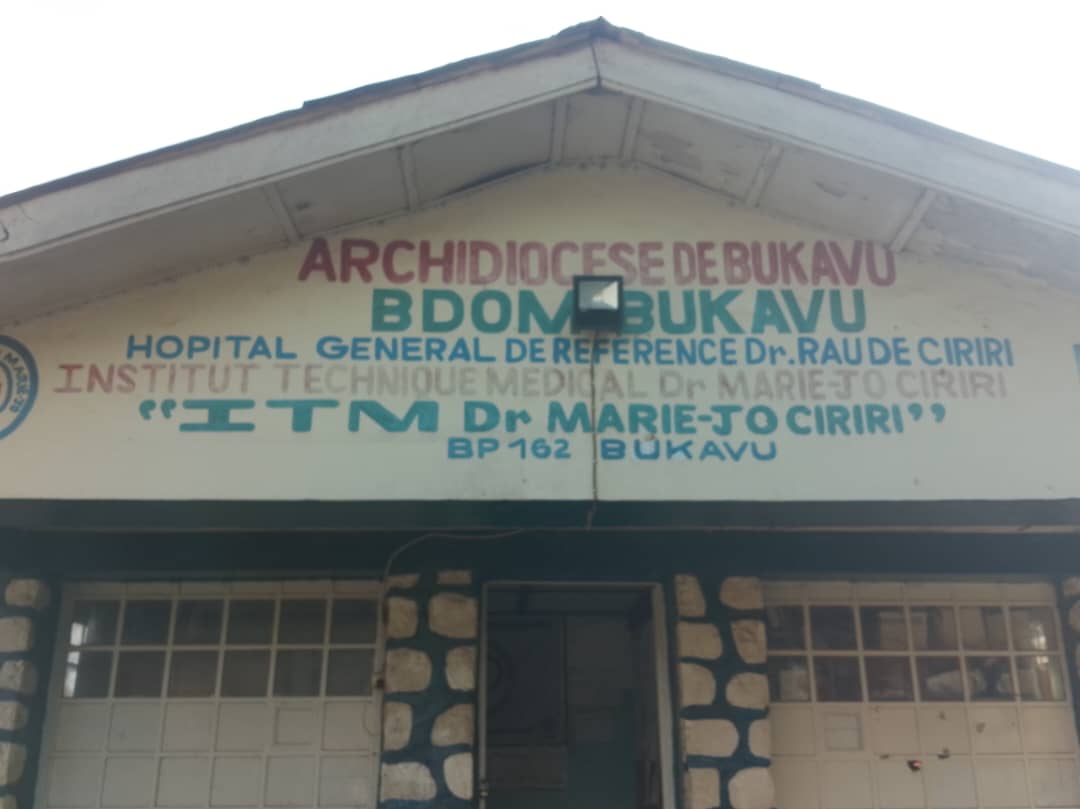 ARCHIDIOCESE DE BUKAVU
BDOM BUKAVU
HOPITAL GENERAL DE REFERENCE Dr. RAU DE CIRIRI
INSTITUT TECHNIQUE MEDICAL Dr MARIE-JO CIRIRI
“ITM Dr MARIE-JO CIRIRI”
BP 162 BUKAVU